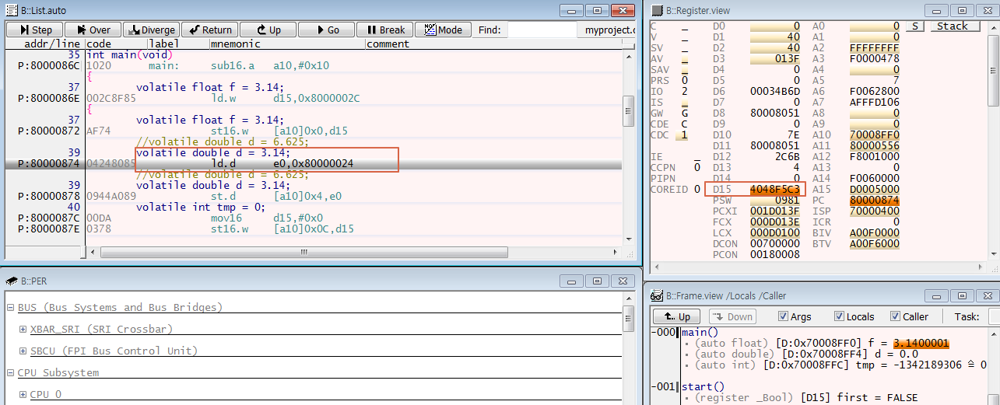 B::List.auto
Step Over Diverge Return Up Go Break Mode Find: myproject.c
addr/line code label mnemonic comment
35 int main(void)
P:8000086C 1020 main: sub16.a a10,#0x10
{
37 volatile float f = 3.14;
P:8000086E 002C8F85 ld.w d15,0x8000002C
{
37 volatile float f = 3.14;
P:80000872 AF74 st16.w [a10]0x0,d15
//volatile double d = 6.625;
39 volatile double d = 3.14;
P:80000874 04248085 ld.d e0,0x80000024
//volatile double d = 6.625;
39 volatile double d = 3.14;
P:80000878 0944A089 st.d [a10]0x4,e0
40 volatile int tmp = 0;
P:8000087C 00DA mov16 d15,#0x0
P:8000087E 0378 st16.w [a10]0x0C,d15
B::Register.view
C _ D0 0 A0 0 S Stack
V _ D1 40 A1 0
SV _ D2 40 A2 FFFFFFFF
AV _ D3 013F A3 F0000478
SAV _ D4 0 A4 0
PRS 0 D5 0 A5 7
IO 2 D6 00034B6D A6 F0062800
IS _ D7 0 A7 AFFFD106
GW G D8 80008051 A8 0
CDE C D9 0 A9 0
CDC 1 D10 7E A10 70008FF0
D11 80008051 A11 80000556
IE _ D12 2C6B A12 F8001000
CCPN 0 D13 4 A13 0
PIPN D14 0 A14 F0060000
COREID 0 D15 4048F5C3 A15 D0005000
PSW 0981 PC 80000874
PCXI 001D013F ISP 70000400
FCX 000D013E ICR 0
LCX 000D0100 BIV A00F0000
DCON 00700000 BTV A00F6000
PCON 00180008
B::PER
BUS (Bus Systems and Bus Bridges)
XBAR_SRI (SRI Crossbar)
SBCU (FPI Bus Control Unit)
CPU Subsystem
CPU 0
B::Frame.view /Locals /Caller
Up Down Args Locals Caller Task:
-000 main()
(auto float) [D:0x70008FF0] f = 3.1400001
(auto double) [D:0x70008FF4] d = 0.0
(auto int) [D:0x70008FFC] tmp = -1342189306 ≙ 0
-001 start()
(register _Bool) [D15] first = FALSE